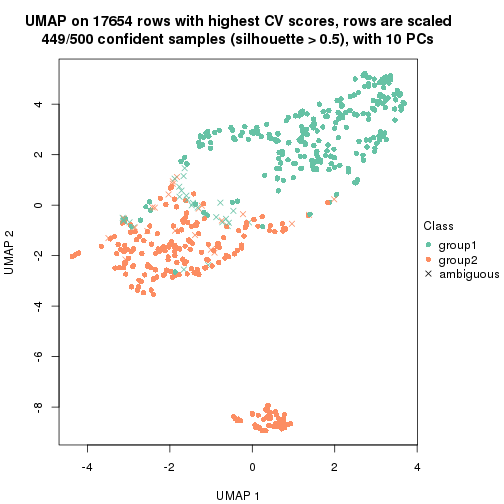 UMAP on 17654 rows with highest CV scores, rows are scaled
449/500 confident samples (silhouette > 0.5), with 10 PCs
4
2
0
-2
-4
-6
-8
UMAP 2
Class
group1
group2
ambiguous
-4 -2 0 2 4
UMAP 1